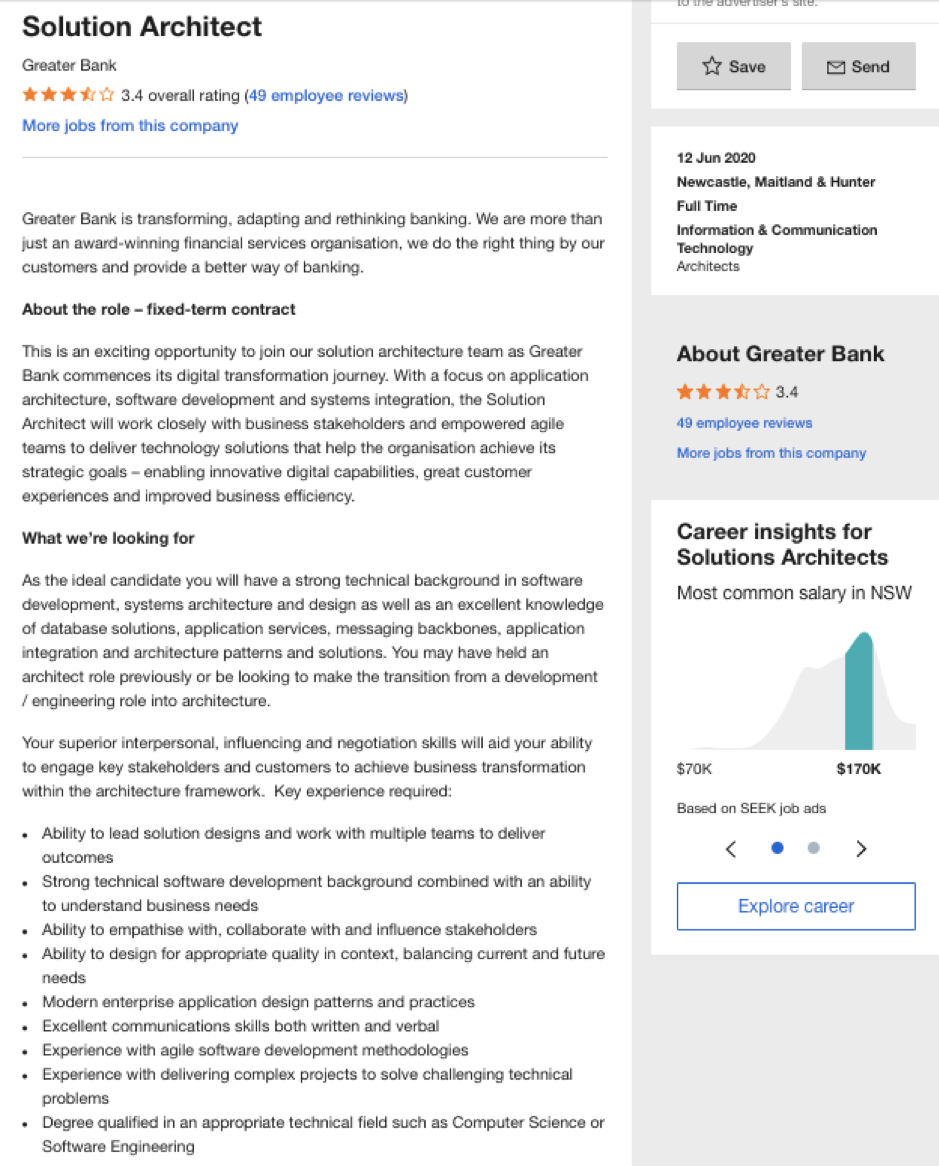 Solution Architect
Greater Bank
3.4 overall rating (49 employee reviews)
More jobs from this company
Greater Bank is transforming, adapting and rethinking banking. We are more than
just an award-winning financial services organisation, we do the right thing by our
customers and provide a better way of banking.
About the role – fixed-term contract
This is an exciting opportunity to join our solution architecture team as Greater
Bank commences its digital transformation journey. With a focus on application
architecture, software development and systems integration, the Solution
Architect will work closely with business stakeholders and empowered agile
teams to deliver technology solutions that help the organisation achieve its
strategic goals – enabling innovative digital capabilities, great customer
experiences and improved business efficiency.
What we're looking for
As the ideal candidate you will have a strong technical background in software
development, systems architecture and design as well as an excellent knowledge
of database solutions, application services, messaging backbones, application
integration and architecture patterns and solutions. You may have held an
architect role previously or be looking to make the transition from a development
/ engineering role into architecture.
Your superior interpersonal, influencing and negotiation skills will aid your ability
to engage key stakeholders and customers to achieve business transformation
within the architecture framework.  Key experience required:
• Ability to lead solution designs and work with multiple teams to deliver
outcomes
• Strong technical software development background combined with an ability
to understand business needs
• Ability to empathise with, collaborate with and influence stakeholders
• Ability to design for appropriate quality in context, balancing current and future
needs
• Modern enterprise application design patterns and practices
• Excellent communications skills both written and verbal
• Experience with agile software development methodologies
• Experience with delivering complex projects to solve challenging technical
problems
• Degree qualified in an appropriate technical field such as Computer Science or
Software Engineering
to the advertiser's site.
Save
Send
12 Jun 2020
Newcastle, Maitland & Hunter
Full Time
Information & Communication
Technology
Architects
About Greater Bank
3.4
49 employee reviews
More jobs from this company
Career insights for
Solutions Architects
Most common salary in NSW
$70K
$170K
Based on SEEK job ads
Explore career